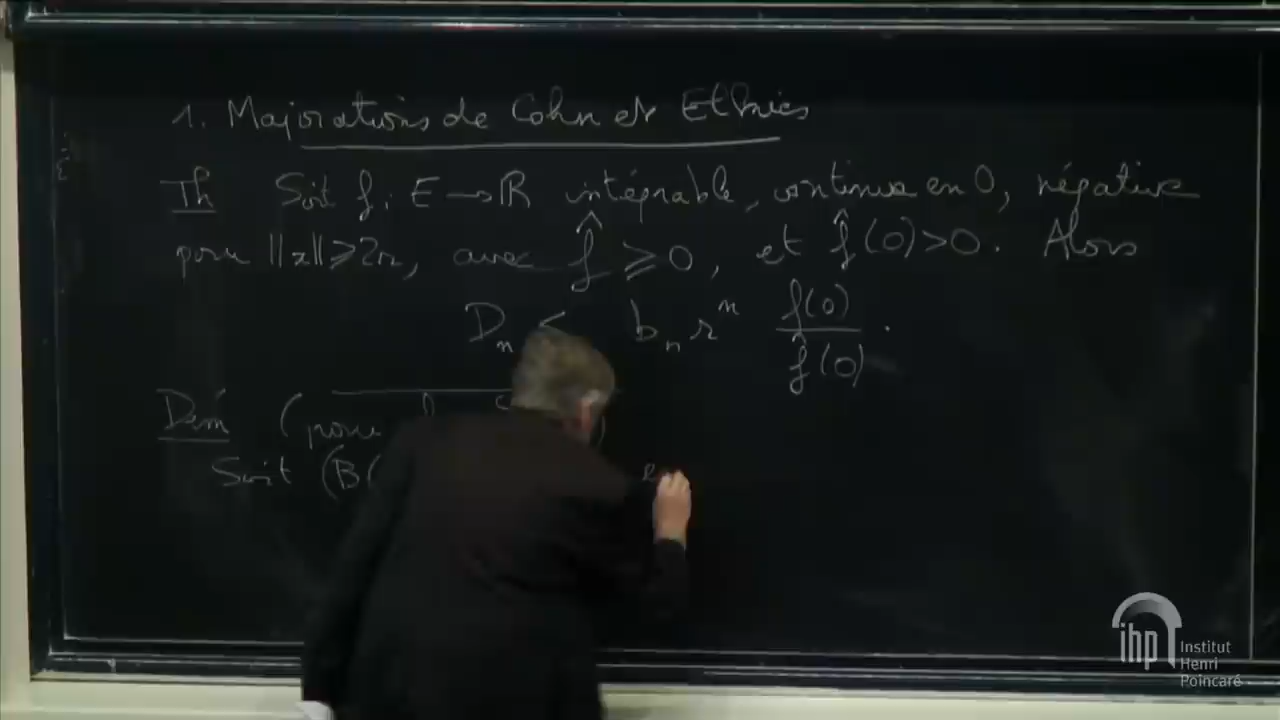 1. Majorations de Cohn et Elkies
Th Soit f : E → R intégrable, continue en 0, négative
pour ||x|| ⩾ 2r, avec f̂ ⩾ 0, et f̂(0) > 0. Alors
Dₙ ≤ bₙ rⁿ f(0) / f̂(0) .
Dém (pour
Soit (B(
ihp Institut
Henri
Poincaré